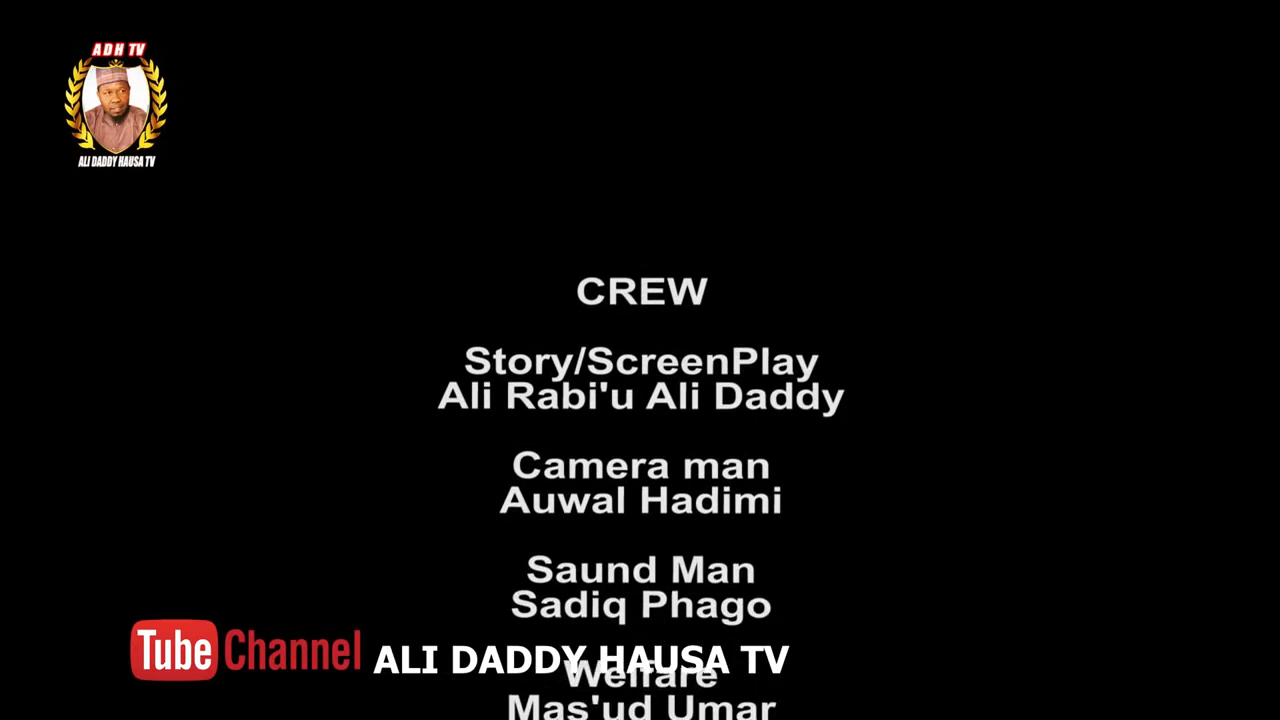 ADH TV
ALI DADDY HAUSA TV
CREW
Story/ScreenPlay
Ali Rabi'u Ali Daddy
Camera man
Auwal Hadimi
Saund Man
Sadiq Phago
Tube Channel ALI DADDY HAUSA TV
Welfare
Mas'ud Umar